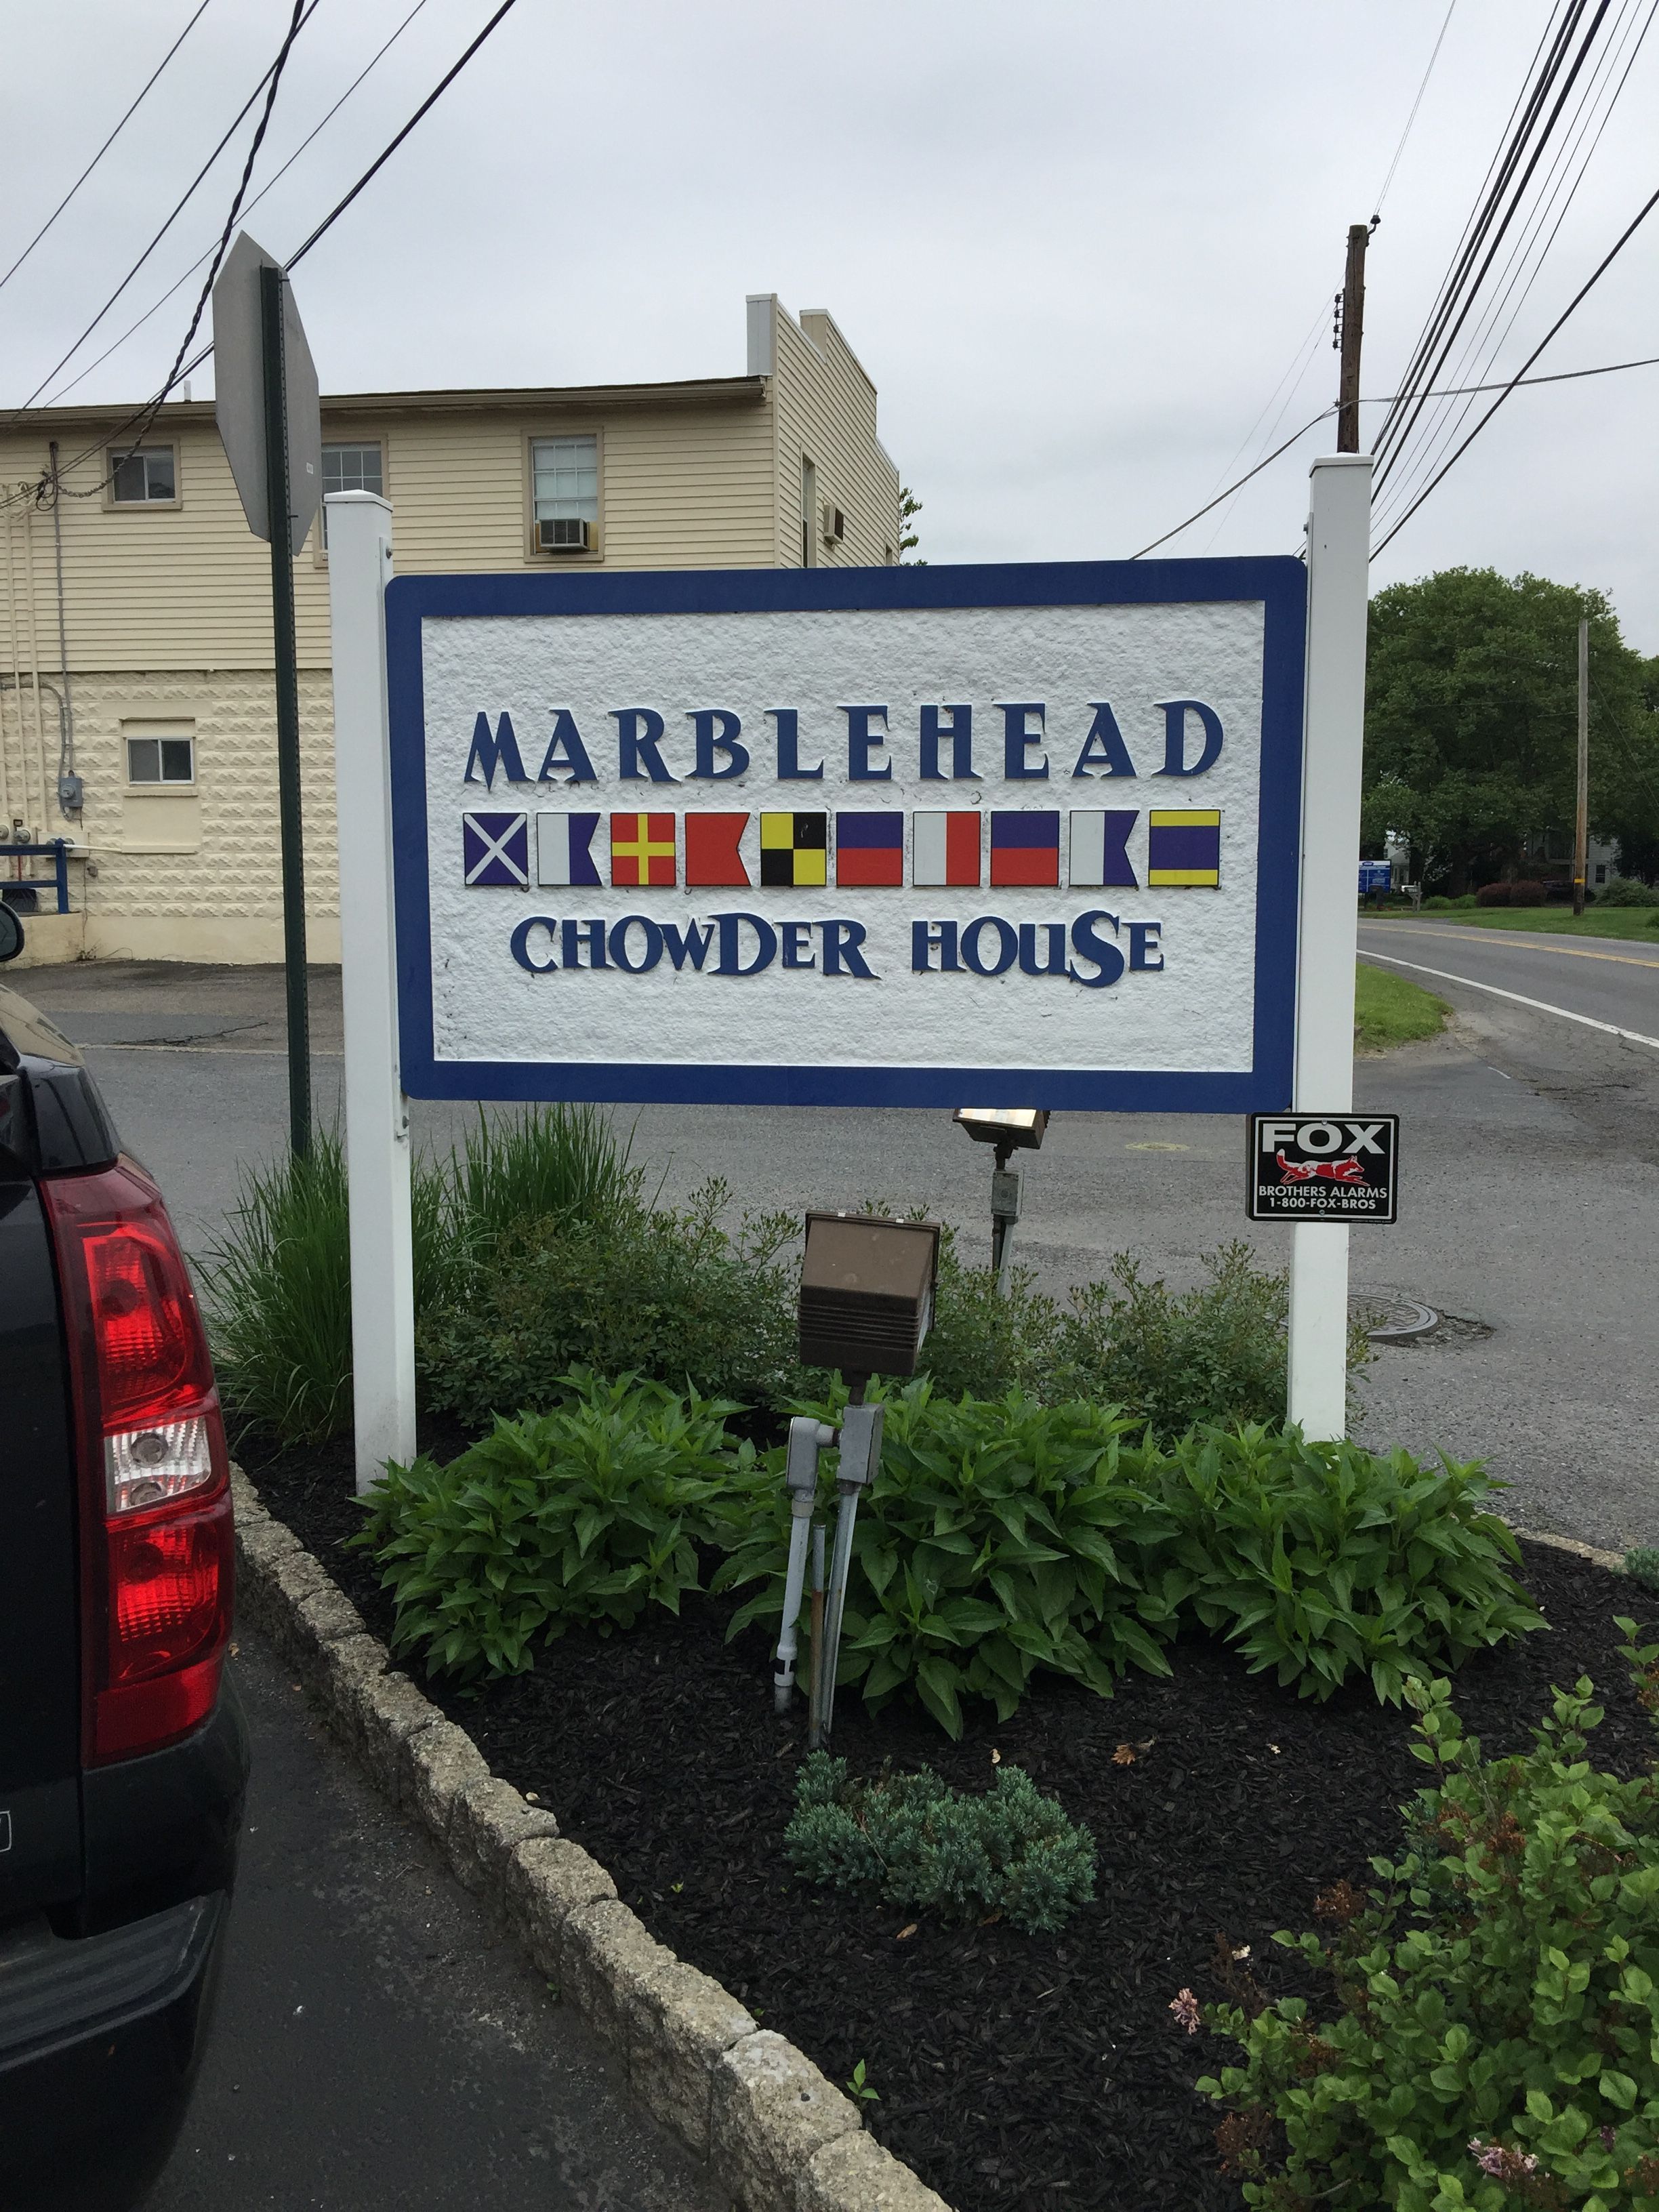 MARBLEHEAD
CHOWDER HOUSE
FOX
BROTHERS ALARMS
1-800-FOX-BROS